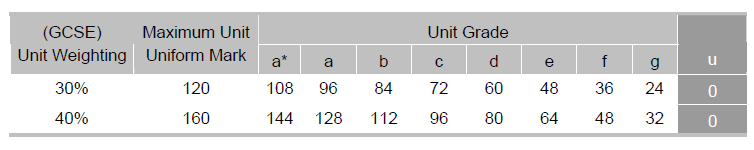 (GCSE) Maximum Unit Unit Grade
Unit Weighting Uniform Mark a* a b c d e f g u
30% 120 108 96 84 72 60 48 36 24 0
40% 160 144 128 112 96 80 64 48 32 0